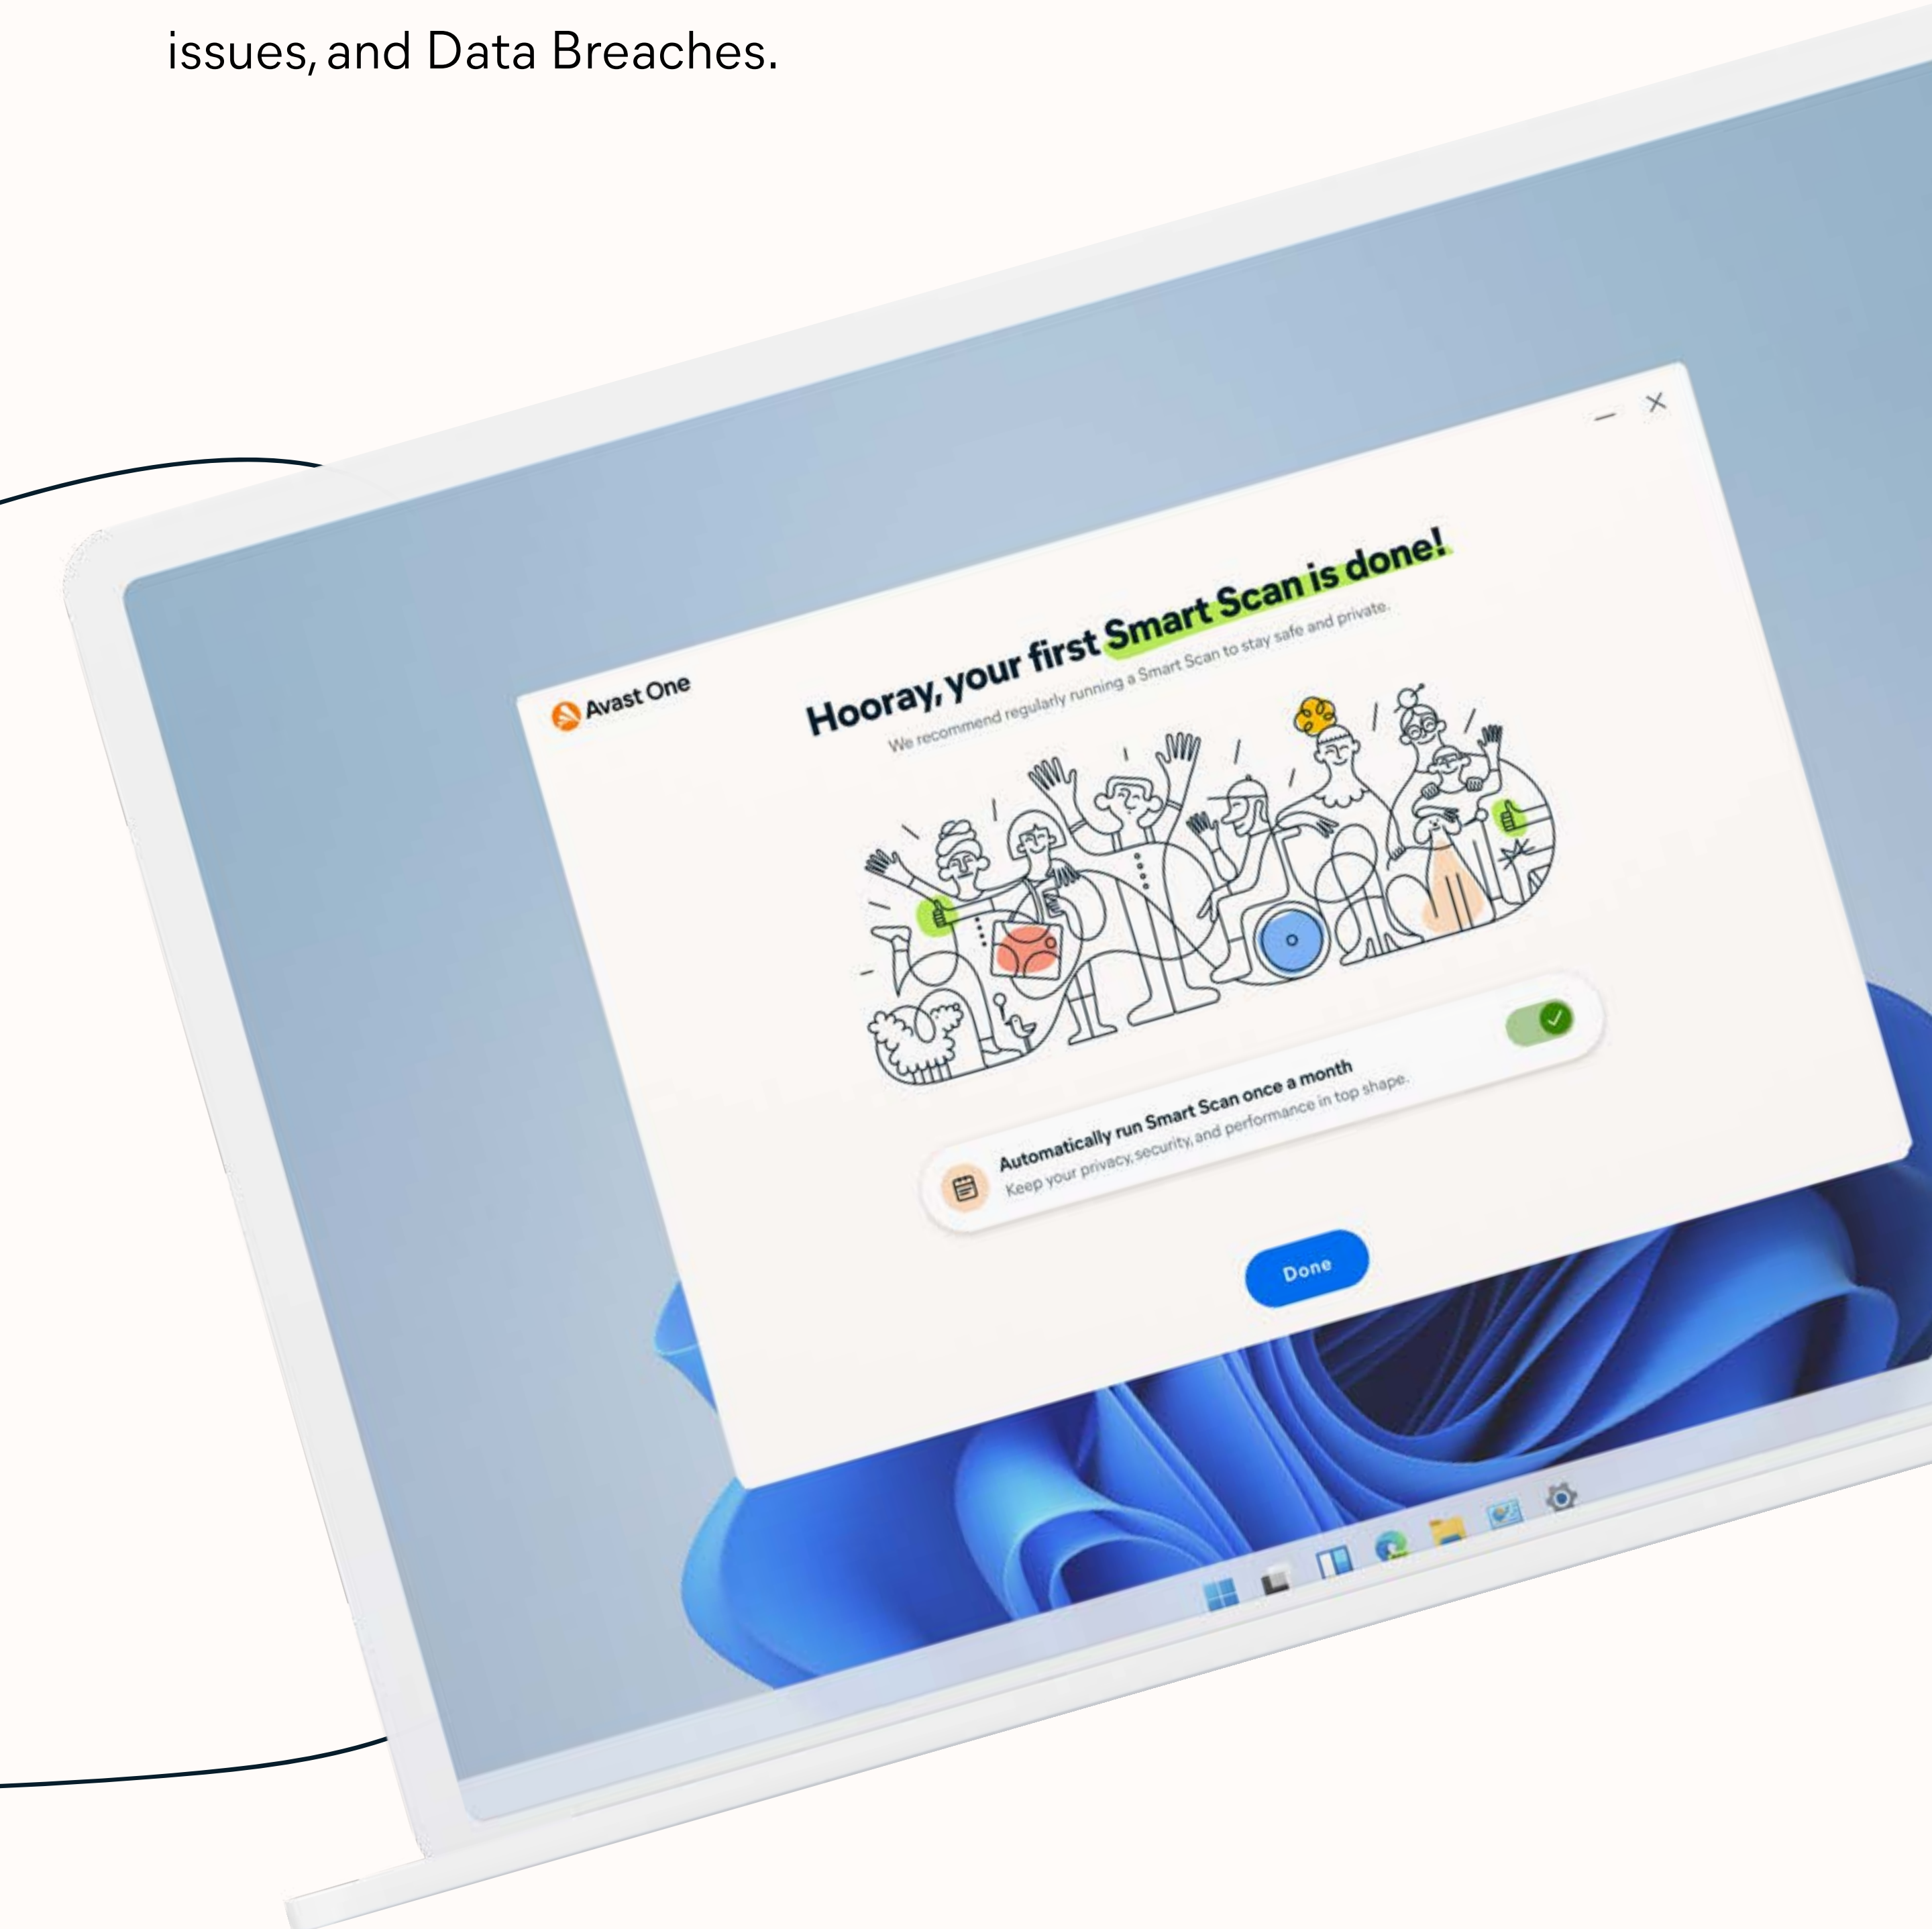 issues, and Data Breaches.
Avast One
Hooray, your first Smart Scan is done!
We recommend regularly running a Smart Scan to stay safe and private.
Automatically run Smart Scan once a month
Keep your privacy, security, and performance in top shape.
Done